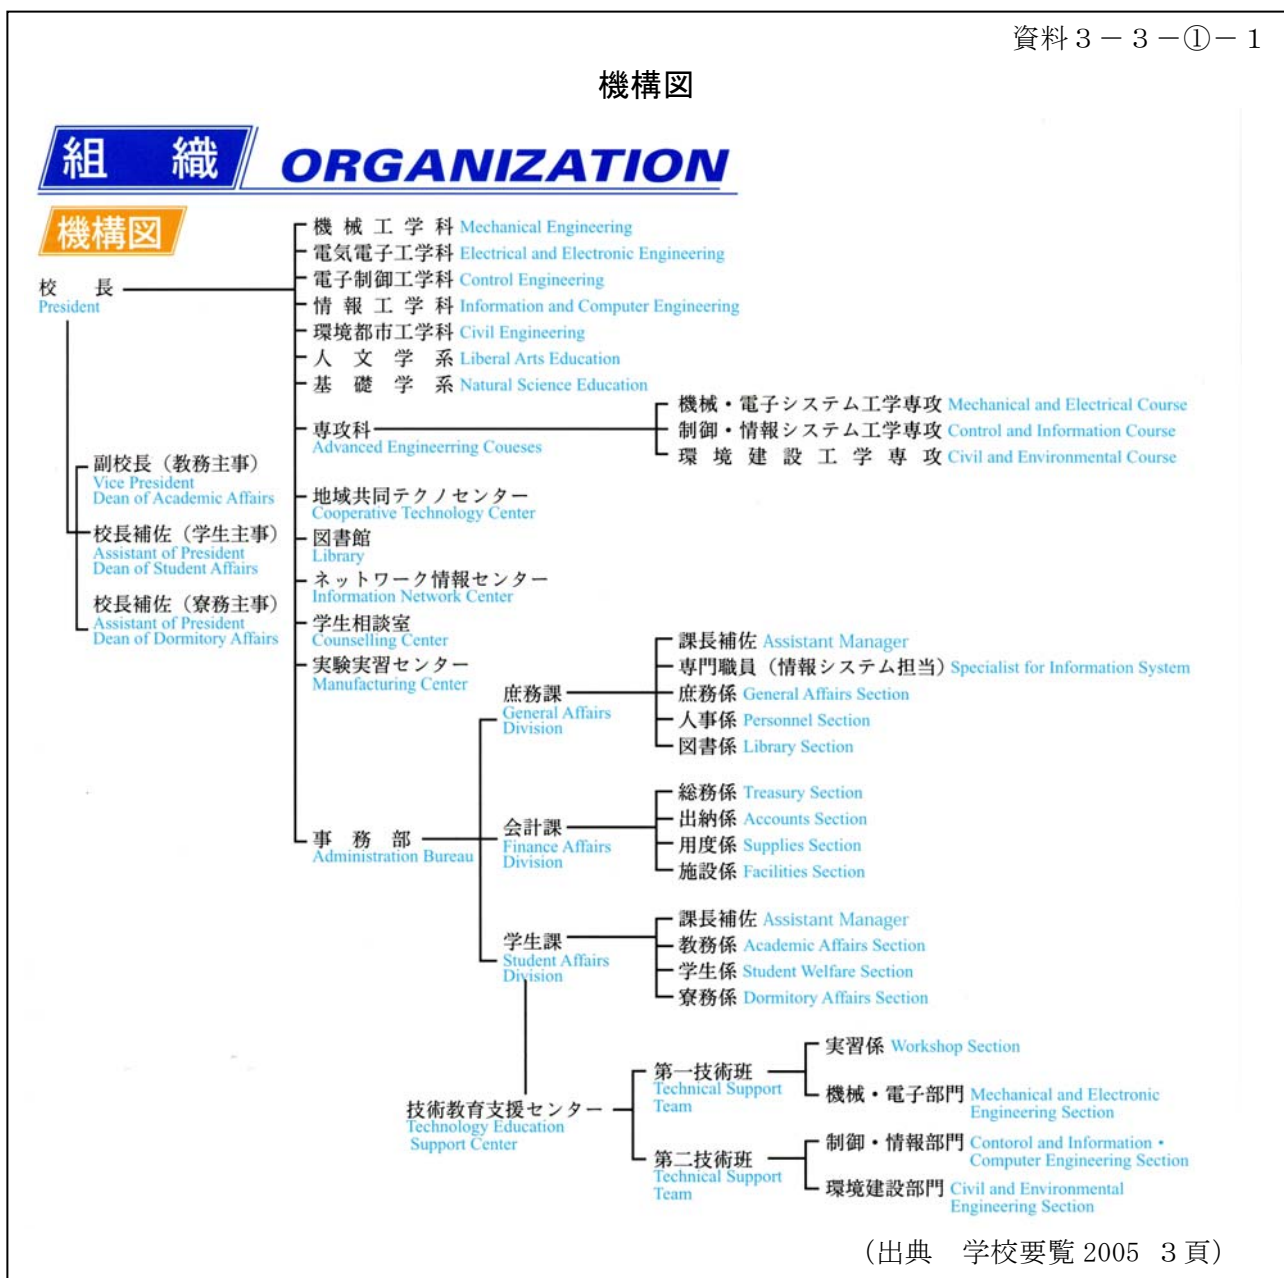 資料３－３－①－１
機構図
組 織 ORGANIZATION
機構図
校 長
President
機 械 工 学 科 Mechanical Engineering
電気電子工学科 Electrical and Electronic Engineering
電子制御工学科 Control Engineering
情 報 工 学 科 Information and Computer Engineering
環境都市工学科 Civil Engineering
人 文 学 系 Liberal Arts Education
基 礎 学 系 Natural Science Education
専攻科
Advanced Engineerring Coueses
機械・電子システム工学専攻 Mechanical and Electrical Course
制御・情報システム工学専攻 Control and Information Course
環 境 建 設 工 学 専 攻 Civil and Environmental Course
副校長（教務主事）
Vice President
Dean of Academic Affairs
校長補佐（学生主事）
Assistant of President
Dean of Student Affairs
校長補佐（寮務主事）
Assistant of President
Dean of Dormitory Affairs
地域共同テクノセンター
Cooperative Technology Center
図書館
Library
ネットワーク情報センター
Information Network Center
学生相談室
Counselling Center
実験実習センター
Manufacturing Center
事 務 部
Administration Bureau
庶務課
General Affairs
Division
課長補佐 Assistant Manager
専門職員（情報システム担当）Specialist for Information System
庶務係 General Affairs Section
人事係 Personnel Section
図書係 Library Section
会計課
Finance Affairs
Division
総務係 Treasury Section
出納係 Accounts Section
用度係 Supplies Section
施設係 Facilities Section
学生課
Student Affairs
Division
課長補佐 Assistant Manager
教務係 Academic Affairs Section
学生係 Student Welfare Section
寮務係 Dormitory Affairs Section
技術教育支援センター
Technology Education
Support Center
第一技術班
Technical Support
Team
実習係 Workshop Section
機械・電子部門 Mechanical and Electronic
Engineering Section
第二技術班
Technical Support
Team
制御・情報部門 Contorol and Information・
Computer Engineering Section
環境建設部門 Civil and Environmental
Engineering Section
（出典 学校要覧 2005 ３頁）